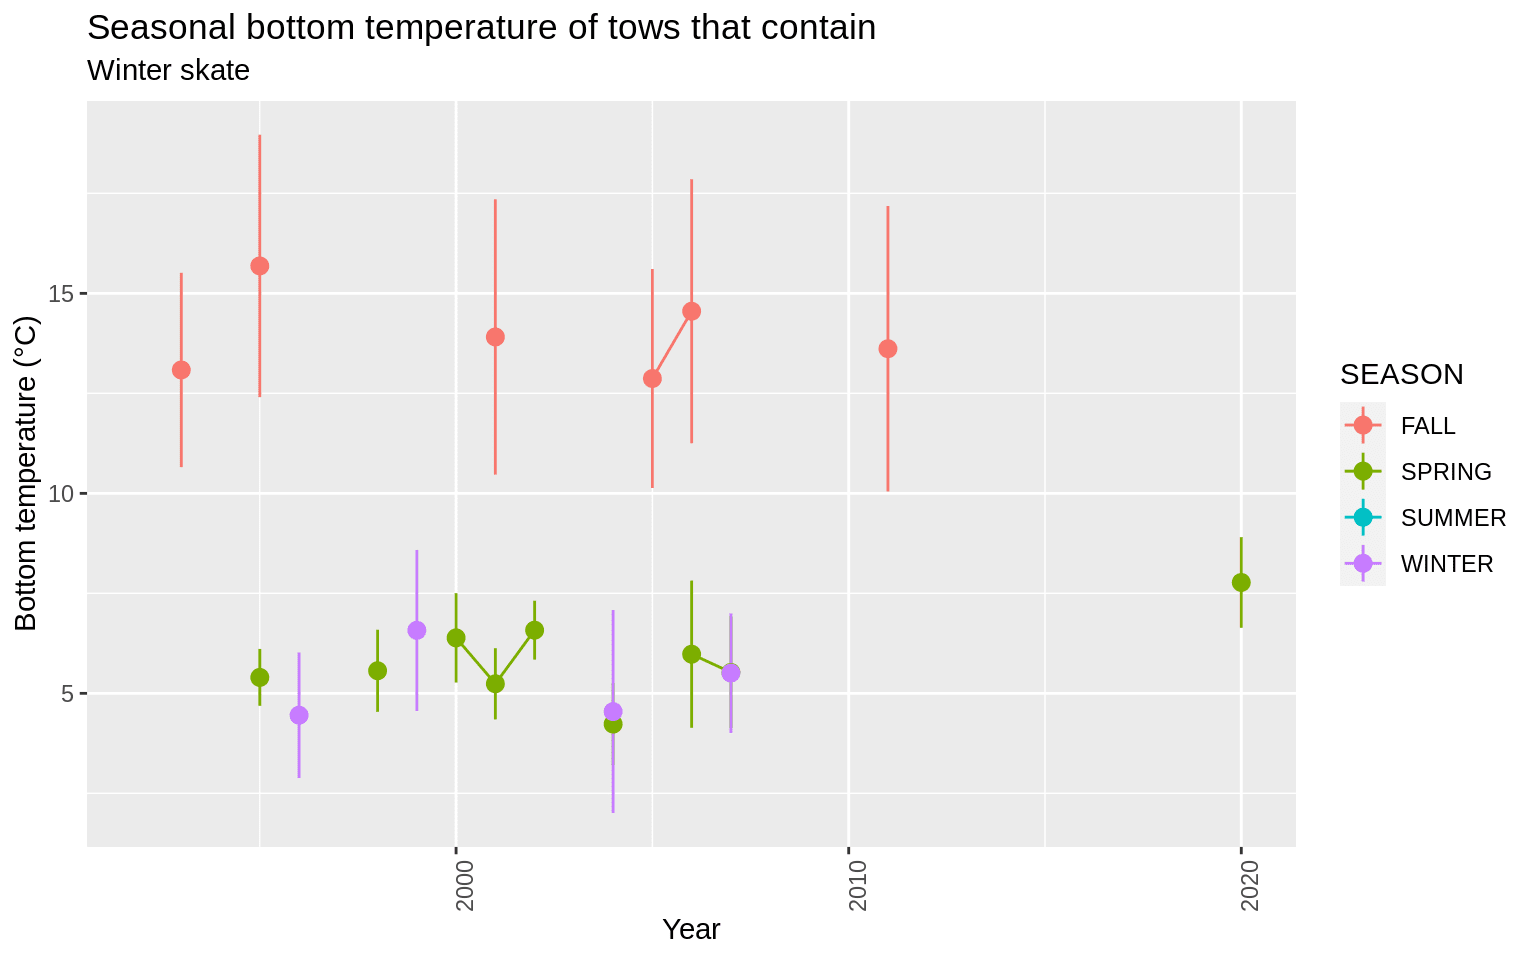 Seasonal bottom temperature of tows that contain
Winter skate
Bottom temperature (°C)
15
10
5
2000
2010
2020
Year
SEASON
FALL
SPRING
SUMMER
WINTER